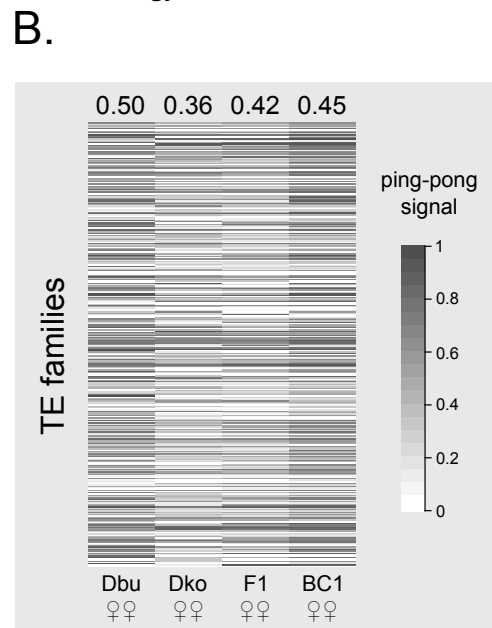 B.
0.50 0.36 0.42 0.45
ping-pong
signal
1
0.8
0.6
0.4
0.2
0
TE families
Dbu Dko F1 BC1
♀♀ ♀♀ ♀♀ ♀♀